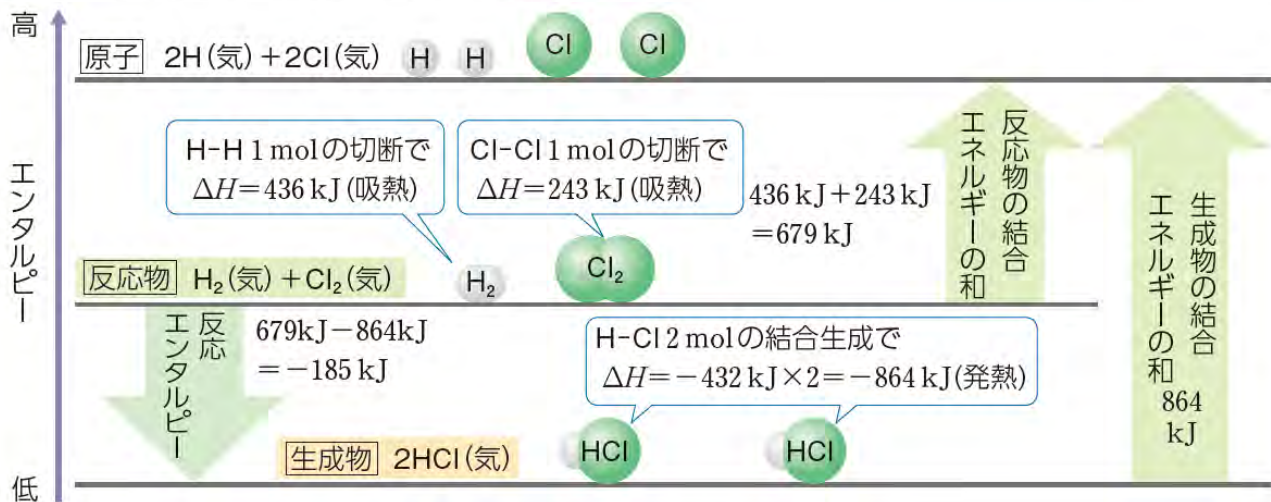 高
エンタルピー
低
原子 2H(気)+2Cl(気)
H
H
Cl
Cl
H-H 1 molの切断で
ΔH=436 kJ(吸熱)
Cl-Cl 1 molの切断で
ΔH=243 kJ(吸熱)
436 kJ+243 kJ
=679 kJ
反応物の結合
エネルギーの和
生成物の結合
エネルギーの和
864
kJ
反応物 H₂(気)+Cl₂(気)
H₂
Cl₂
反応
エンタルピー
679kJ-864kJ
=-185 kJ
H-Cl 2 molの結合生成で
ΔH=-432 kJ×2=-864 kJ(発熱)
生成物 2HCl(気)
HCl
HCl